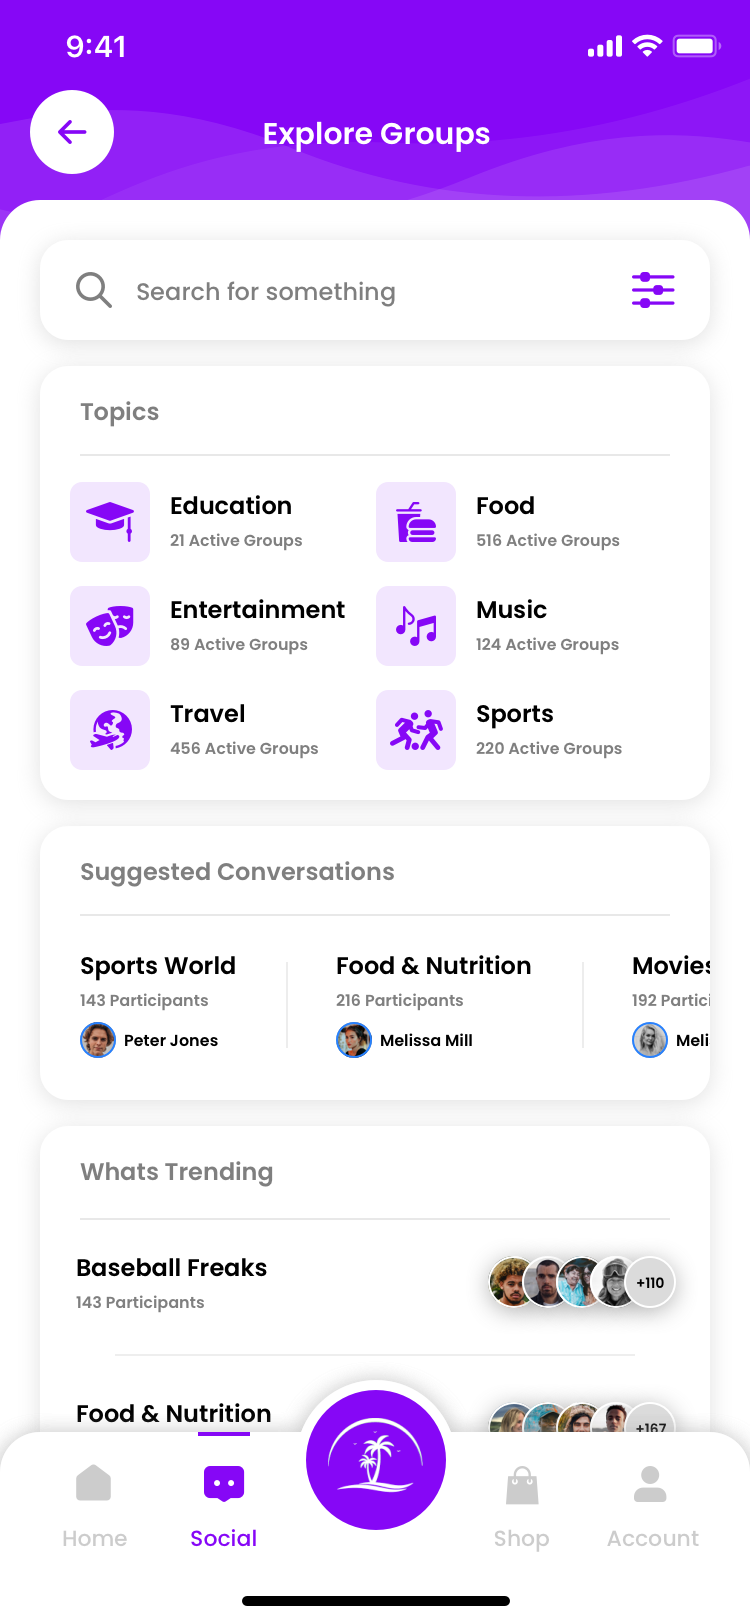 9:41
Explore Groups
Search for something
Topics
Education
21 Active Groups
Food
516 Active Groups
Entertainment
89 Active Groups
Music
124 Active Groups
Travel
456 Active Groups
Sports
220 Active Groups
Suggested Conversations
Sports World
143 Participants
Peter Jones
Food & Nutrition
216 Participants
Melissa Mill
Movies
192 Partici
Meli
Whats Trending
Baseball Freaks
143 Participants
+110
Food & Nutrition
+167
Home
Social
Shop
Account